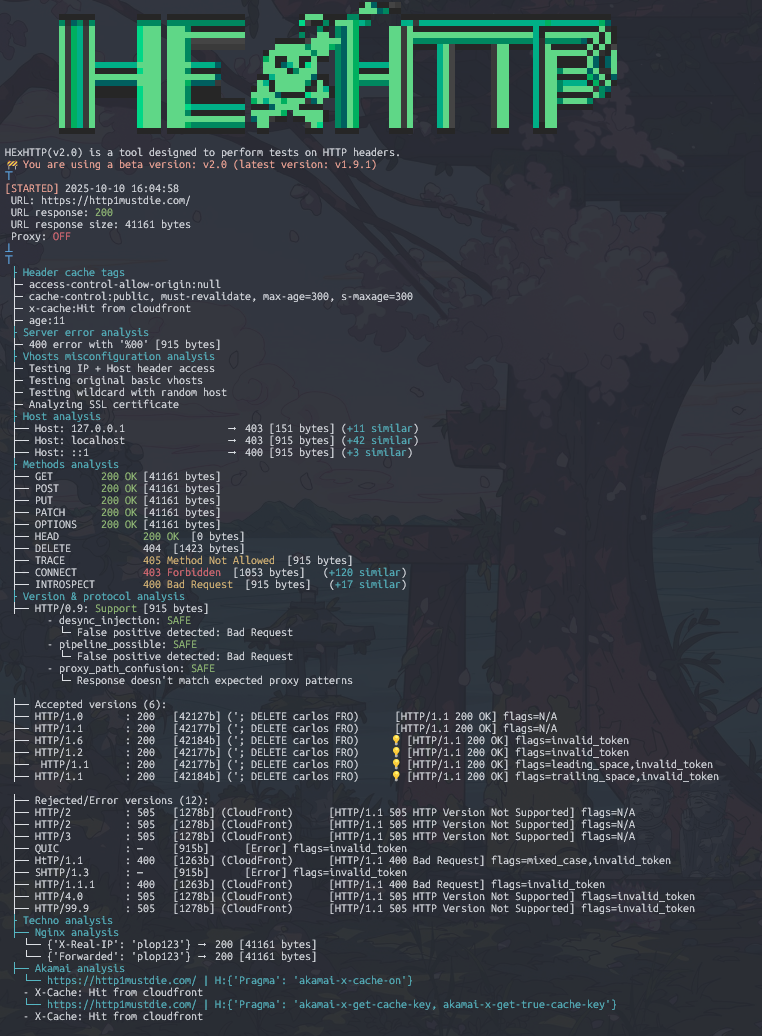 HExHTTP
HExHTTP(v2.0) is a tool designed to perform tests on HTTP headers.
🚧 You are using a beta version: v2.0 (latest version: v1.9.1)
┬
[STARTED] 2025-10-10 16:04:58
URL: https://http1mustdie.com/
URL response: 200
URL response size: 41161 bytes
Proxy: OFF
┴
┬
├ Header cache tags
├─ access-control-allow-origin:null
├─ cache-control:public, must-revalidate, max-age=300, s-maxage=300
├─ x-cache:Hit from cloudfront
├─ age:11
├ Server error analysis
├─ 400 error with '%00' [915 bytes]
├ Vhosts misconfiguration analysis
├─ Testing IP + Host header access
├─ Testing original basic vhosts
├─ Testing wildcard with random host
├─ Analyzing SSL certificate
├ Host analysis
├── Host: 127.0.0.1 → 403 [151 bytes] (+11 similar)
├── Host: localhost → 403 [915 bytes] (+42 similar)
├── Host: ::1 → 400 [915 bytes] (+3 similar)
├ Methods analysis
├── GET 200 OK [41161 bytes]
├── POST 200 OK [41161 bytes]
├── PUT 200 OK [41161 bytes]
├── PATCH 200 OK [41161 bytes]
├── OPTIONS 200 OK [41161 bytes]
├── HEAD 200 OK [0 bytes]
├── DELETE 404 [1423 bytes]
├── TRACE 405 Method Not Allowed [915 bytes]
├── CONNECT 403 Forbidden [1053 bytes] (+120 similar)
├── INTROSPECT 400 Bad Request [915 bytes] (+17 similar)
├ Version & protocol analysis
├── HTTP/0.9: Support [915 bytes]
- desync_injection: SAFE
└─ False positive detected: Bad Request
- pipeline_possible: SAFE
└─ False positive detected: Bad Request
- proxy_path_confusion: SAFE
└─ Response doesn't match expected proxy patterns
├── Accepted versions (6):
├── HTTP/1.0 : 200 [42127b] ('; DELETE carlos FRO) [HTTP/1.1 200 OK] flags=N/A
├── HTTP/1.1 : 200 [42177b] ('; DELETE carlos FRO) [HTTP/1.1 200 OK] flags=N/A
├── HTTP/1.6 : 200 [42184b] ('; DELETE carlos FRO) 💡 [HTTP/1.1 200 OK] flags=invalid_token
├── HTTP/1.2 : 200 [42177b] ('; DELETE carlos FRO) 💡 [HTTP/1.1 200 OK] flags=invalid_token
├── HTTP/1.1 : 200 [42177b] ('; DELETE carlos FRO) 💡 [HTTP/1.1 200 OK] flags=leading_space,invalid_token
├── HTTP/1.1 : 200 [42184b] ('; DELETE carlos FRO) 💡 [HTTP/1.1 200 OK] flags=trailing_space,invalid_token
├── Rejected/Error versions (12):
├── HTTP/2 : 505 [1278b] (CloudFront) [HTTP/1.1 505 HTTP Version Not Supported] flags=N/A
├── HTTP/2 : 505 [1278b] (CloudFront) [HTTP/1.1 505 HTTP Version Not Supported] flags=N/A
├── HTTP/3 : 505 [1278b] (CloudFront) [HTTP/1.1 505 HTTP Version Not Supported] flags=N/A
├── QUIC : — [915b] [Error] flags=invalid_token
├── HtTP/1.1 : 400 [1263b] (CloudFront) [HTTP/1.1 400 Bad Request] flags=mixed_case,invalid_token
├── SHTTP/1.3 : — [915b] [Error] flags=invalid_token
├── HTTP/1.1.1 : 400 [1263b] (CloudFront) [HTTP/1.1 400 Bad Request] flags=invalid_token
├── HTTP/4.0 : 505 [1278b] (CloudFront) [HTTP/1.1 505 HTTP Version Not Supported] flags=invalid_token
├── HTTP/99.9 : 505 [1278b] (CloudFront) [HTTP/1.1 505 HTTP Version Not Supported] flags=invalid_token
├ Techno analysis
├── Nginx analysis
└── {'X-Real-IP': 'plop123'} → 200 [41161 bytes]
└── {'Forwarded': 'plop123'} → 200 [41161 bytes]
├── Akamai analysis
└── https://http1mustdie.com/ | H:{'Pragma': 'akamai-x-cache-on'}
- X-Cache: Hit from cloudfront
└── https://http1mustdie.com/ | H:{'Pragma': 'akamai-x-get-cache-key, akamai-x-get-true-cache-key'}
- X-Cache: Hit from cloudfront